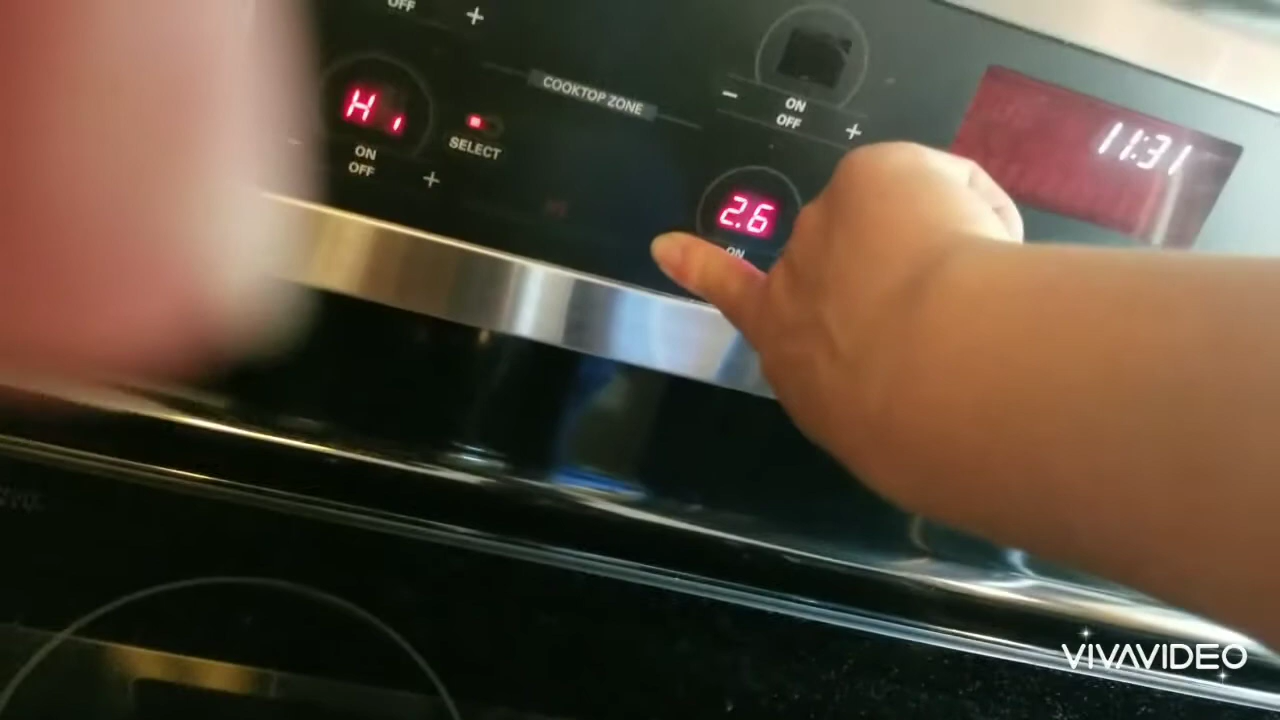 OFF +
Hi
SELECT
ON
OFF +
COOKTOP ZONE
− ON
OFF +
2.6
ON
11:31
VIVAVIDEO